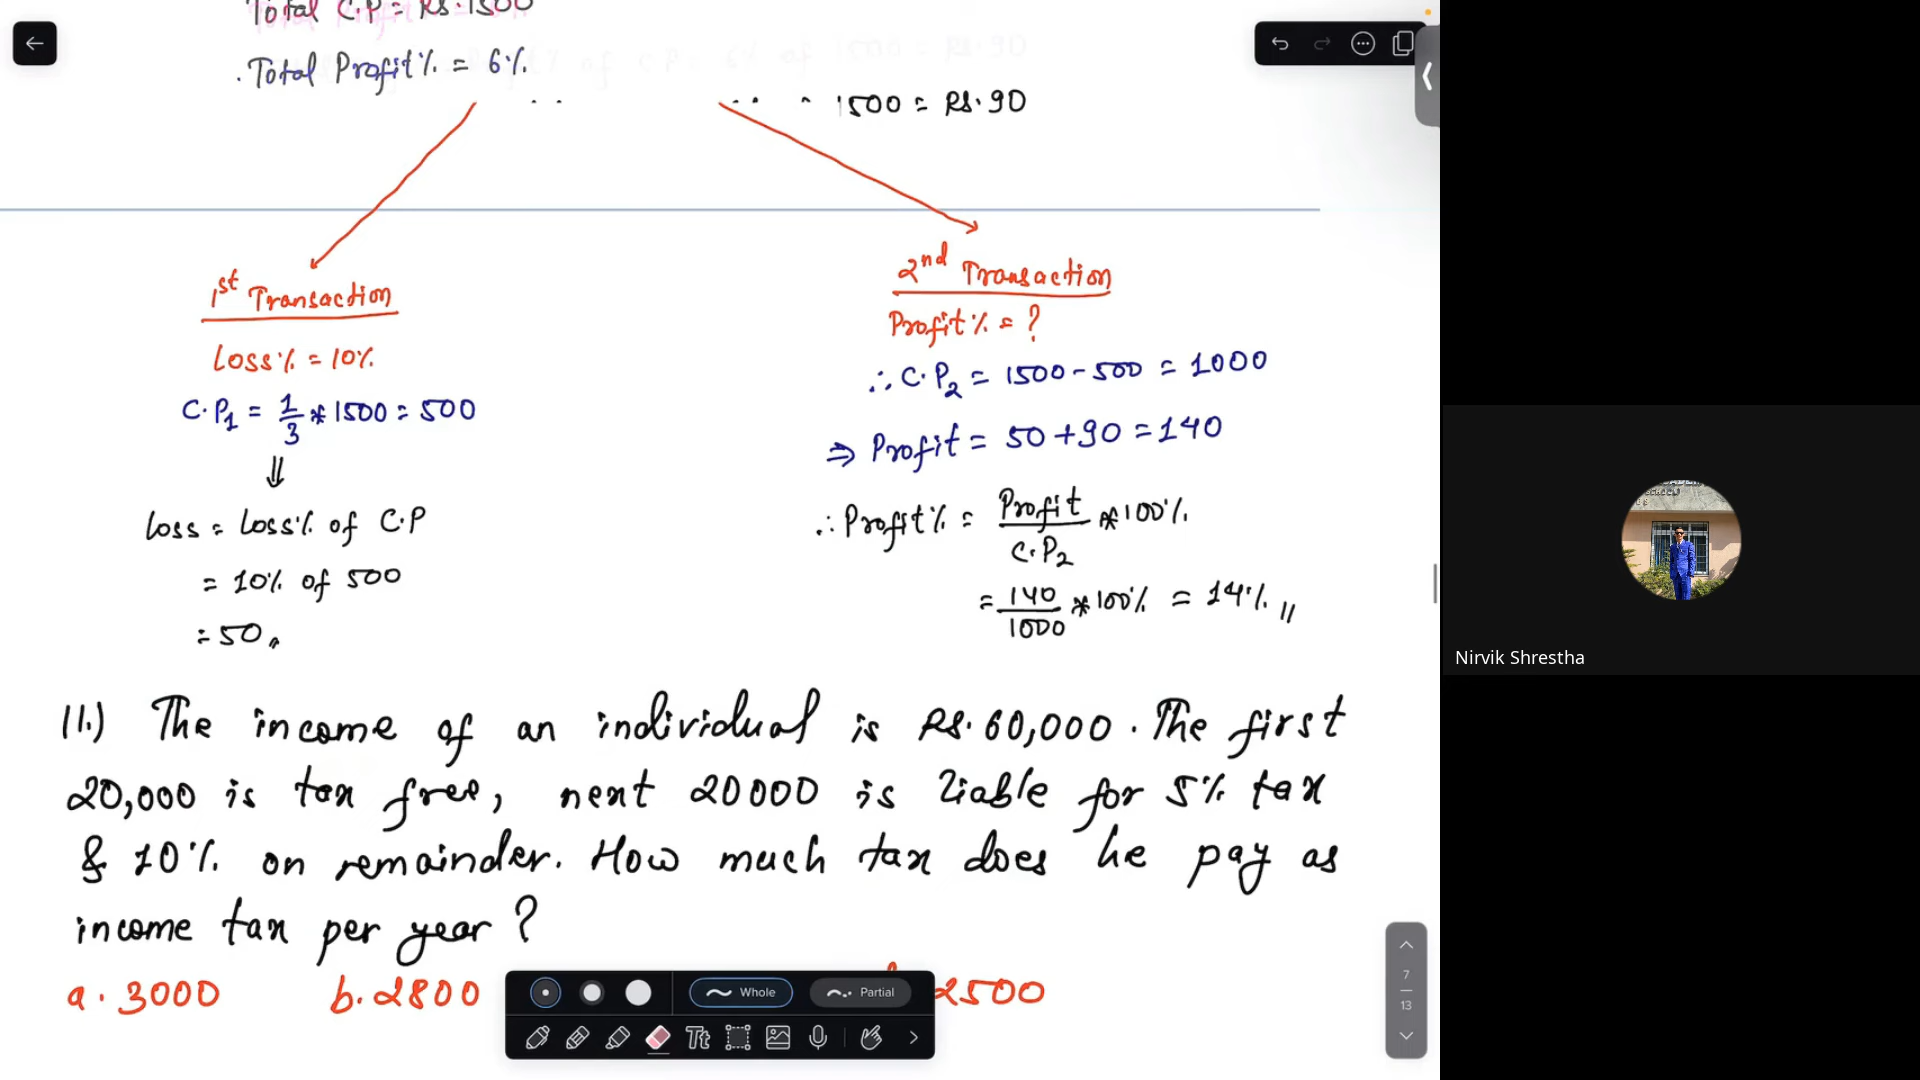 Total C.P = Rs. 1500
Total Profit% = 6%
1500 = Rs. 90
1st Transaction
Loss% = 10%
C.P1 = 1/3 * 1500 = 500
⇓
Loss = Loss% of C.P
= 10% of 500
= 50
2nd Transaction
Profit% = ?
∴ C.P2 = 1500 - 500 = 1000
⇒ Profit = 50 + 90 = 140
∴ Profit% = Profit/C.P2 * 100%
= 140/1000 * 100% = 14% //
11.) The income of an individual is Rs. 60,000. The first
20,000 is tax free, next 20000 is liable for 5% tax
& 10% on remainder. How much tax does he pay as
income tax per year?
a. 3000 b. 2800 2500
Whole Partial
Tt
7
13
Nirvik Shrestha